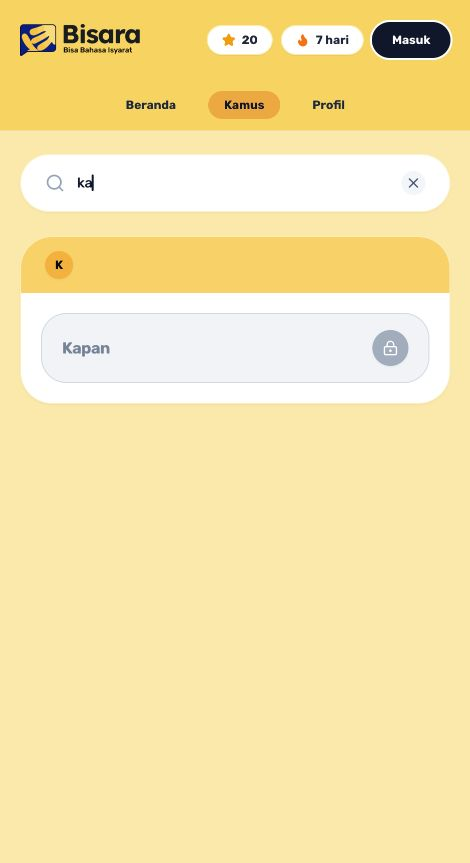 Bisara
Bisa Bahasa Isyarat
20
7 hari
Masuk
Beranda
Kamus
Profil
ka
K
Kapan